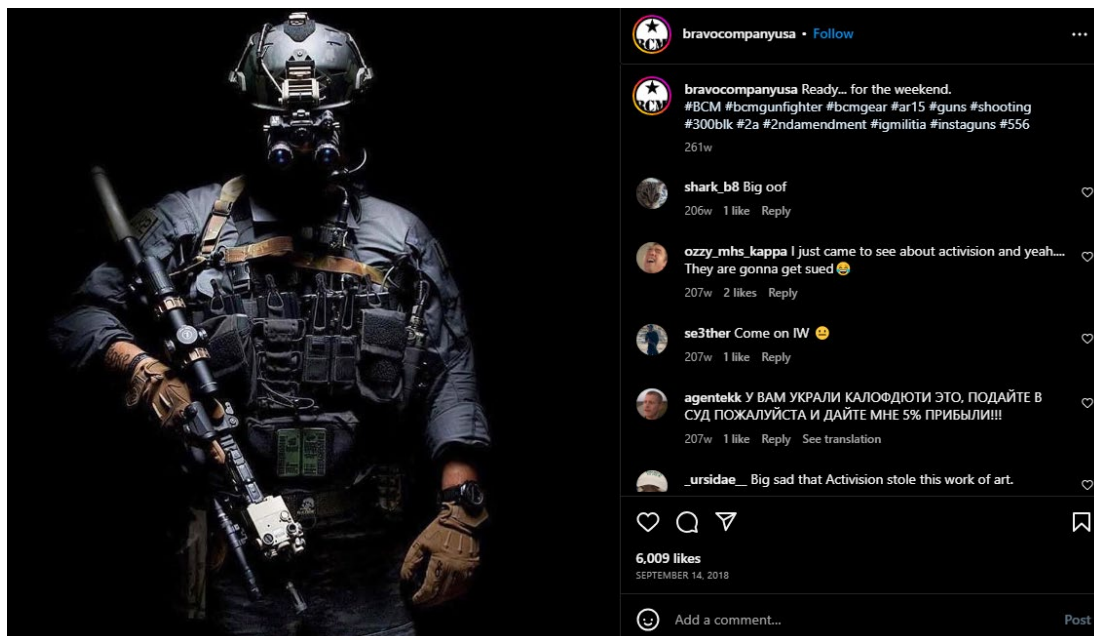 bravocompanyusa • Follow
bravocompanyusa Ready... for the weekend.
#BCM #bcmgunfighter #bcmgear #ar15 #guns #shooting
#300blk #2a #2ndamendment #igmilitia #instaguns #556
261w
shark_b8 Big oof
206w 1 like Reply
ozzy_mhs_kappa I just came to see about activision and yeah....
They are gonna get sued😂
207w 2 likes Reply
se3ther Come on IW 😐
207w 1 like Reply
agentekk У ВАМ УКРАЛИ КАЛОФДЮТИ ЭТО, ПОДАЙТЕ В
СУД ПОЖАЛУЙСТА И ДАЙТЕ МНЕ 5% ПРИБЫЛИ!!!
207w 1 like Reply See translation
_ursidae__ Big sad that Activision stole this work of art.
6,009 likes
SEPTEMBER 14, 2018
Add a comment...
Post